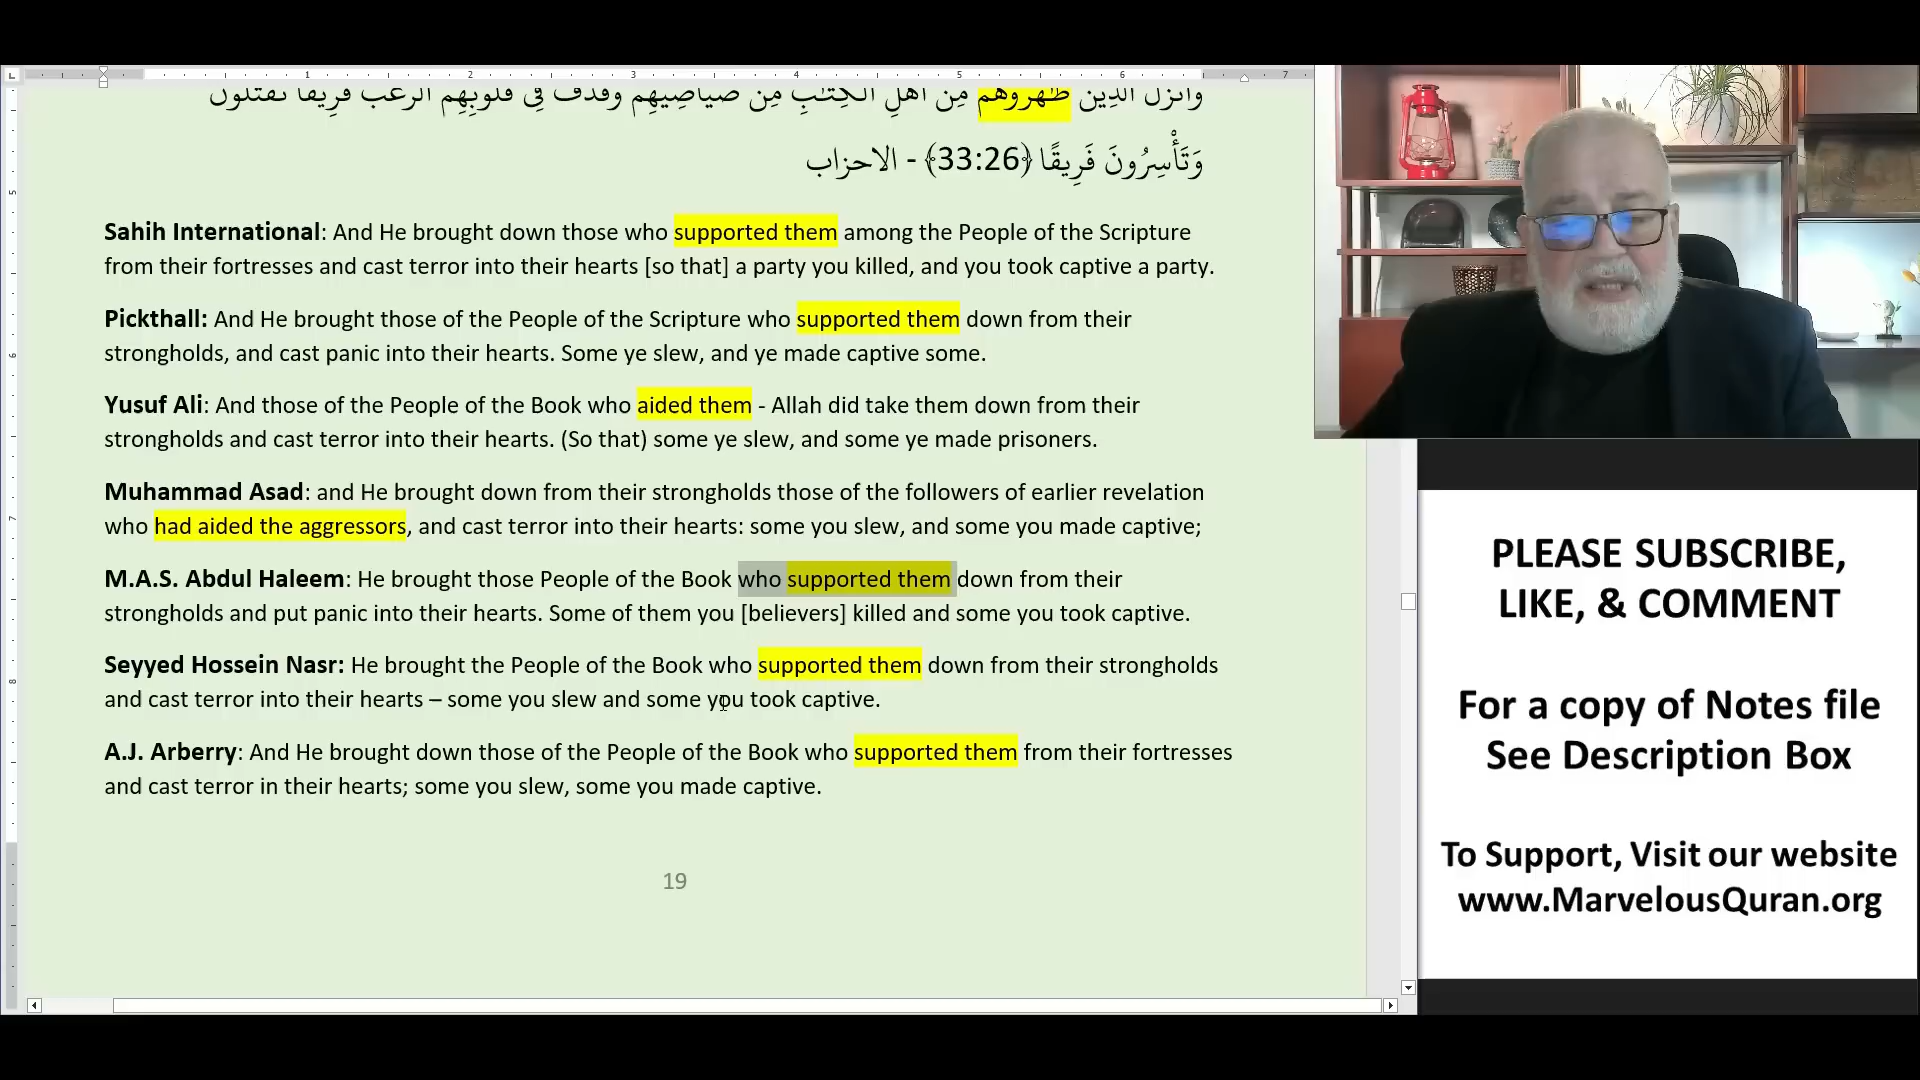 وَأَنزَلَ الَّذِينَ ظَٰهَرُوهُم مِّنْ أَهْلِ الْكِتَٰبِ مِن صَيَاصِيهِمْ وَقَذَفَ فِى قُلُوبِهِمُ الرُّعْبَ فَرِيقًا تَقْتُلُونَ
وَتَأْسِرُونَ فَرِيقًا ﴿33:26﴾ - الاحزاب
Sahih International: And He brought down those who supported them among the People of the Scripture
from their fortresses and cast terror into their hearts [so that] a party you killed, and you took captive a party.
Pickthall: And He brought those of the People of the Scripture who supported them down from their
strongholds, and cast panic into their hearts. Some ye slew, and ye made captive some.
Yusuf Ali: And those of the People of the Book who aided them - Allah did take them down from their
strongholds and cast terror into their hearts. (So that) some ye slew, and some ye made prisoners.
Muhammad Asad: and He brought down from their strongholds those of the followers of earlier revelation
who had aided the aggressors, and cast terror into their hearts: some you slew, and some you made captive;
M.A.S. Abdul Haleem: He brought those People of the Book who supported them down from their
strongholds and put panic into their hearts. Some of them you [believers] killed and some you took captive.
Seyyed Hossein Nasr: He brought the People of the Book who supported them down from their strongholds
and cast terror into their hearts – some you slew and some you took captive.
A.J. Arberry: And He brought down those of the People of the Book who supported them from their fortresses
and cast terror in their hearts; some you slew, some you made captive.
19
PLEASE SUBSCRIBE,
LIKE, & COMMENT
For a copy of Notes file
See Description Box
To Support, Visit our website
www.MarvelousQuran.org